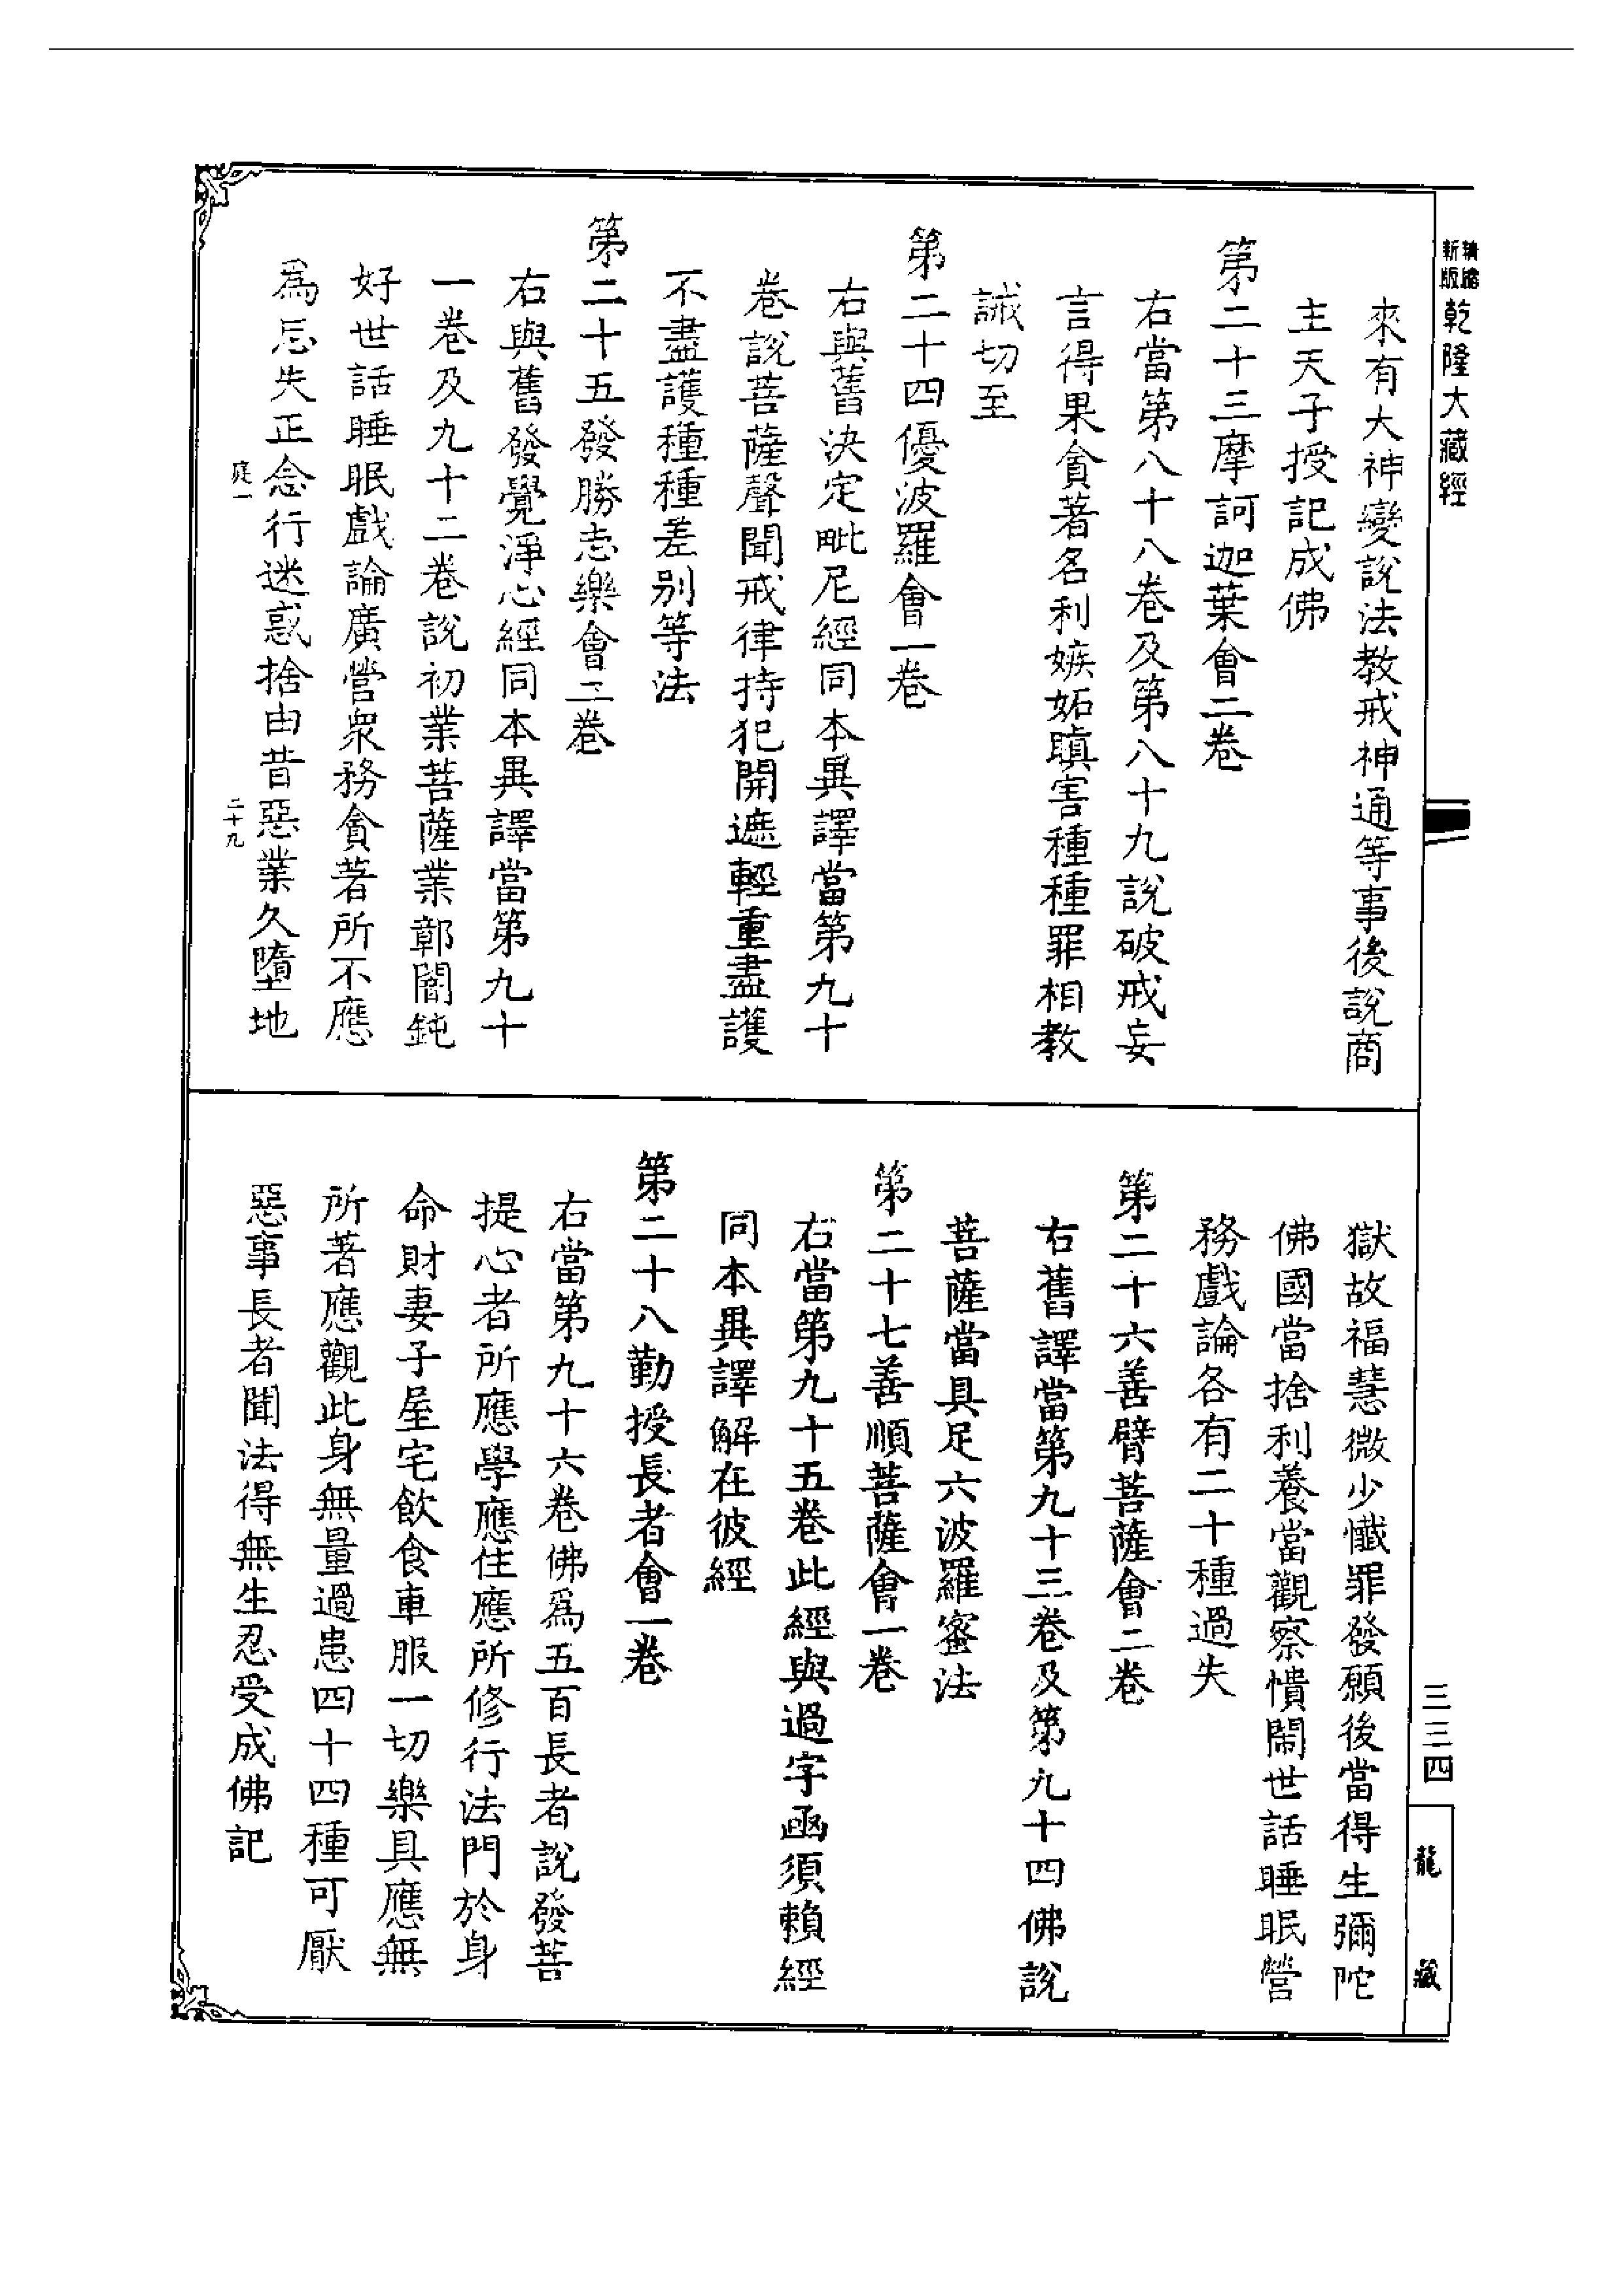 新版精縮乾隆大藏經
來有大神變說法教戒神通等事後說商
主天子授記成佛
第二十三摩訶迦葉會二卷
右當第八十八卷及第八十九說破戒妄
言得果貪著名利嫉妬瞋害種種罪相教
誡切至
第二十四優波羅會一卷
右與舊決定毗尼經同本異譯當第九十
卷說菩薩聲聞戒律持犯開遮輕重盡護
不盡護種種差别等法
第二十五發勝志樂會二卷
右與舊發覺淨心經同本異譯當第九十
一卷及九十二卷說初業菩薩業鄣闇鈍
好世話睡眠戲論廣營衆務貪著所不應
為忘失正念行迷惑捨由昔惡業久墮地
庭一
二十九
獄故福慧微少懺罪發願後當得生彌陀
佛國當捨利養當觀察憒閙世話睡眠營
務戲論各有二十種過失
第二十六善臂菩薩會二卷
右舊譯當第九十三卷及第九十四佛說
菩薩當具足六波羅蜜法
第二十七善順菩薩會一卷
右當第九十五卷此經與過字函須賴經
同本異譯解在彼經
第二十八勤授長者會一卷
右當第九十六卷佛為五百長者說發菩
提心者所應學應住應所修行法門於身
命財妻子屋宅飲食車服一切樂具應無
所著應觀此身無量過患四十四種可厭
惡事長者聞法得無生忍受成佛記
三三四
龍藏